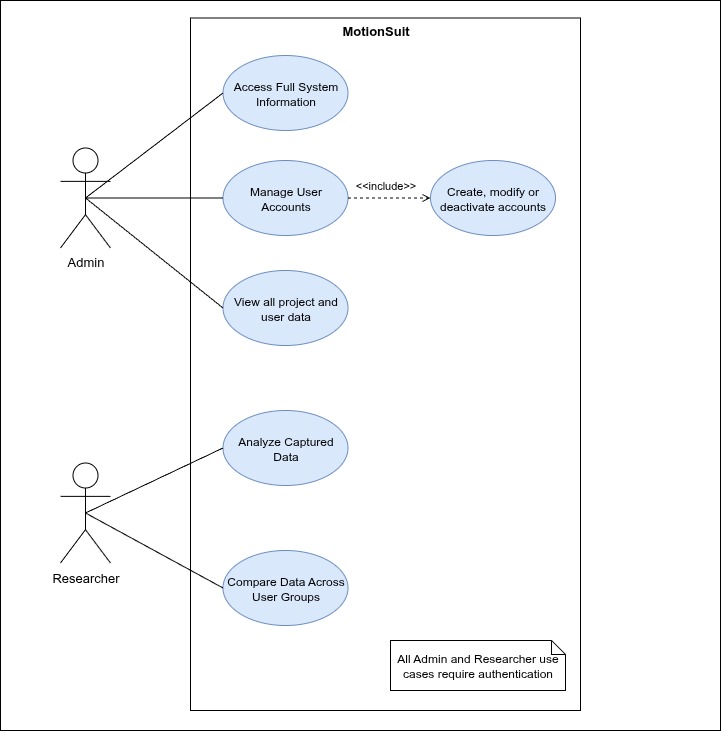 MotionSuit
Access Full System
Information
Manage User
Accounts
<<include>>
Create, modify or
deactivate accounts
Admin
View all project and
user data
Analyze Captured
Data
Researcher
Compare Data Across
User Groups
All Admin and Researcher use
cases require authentication